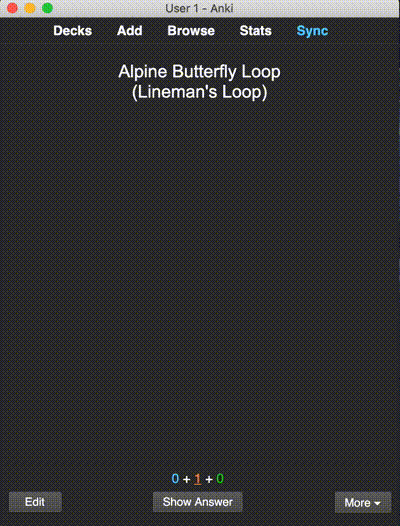 User 1 - Anki
Decks Add Browse Stats Sync
Alpine Butterfly Loop
(Lineman's Loop)
0 + 1 + 0
Edit Show Answer More